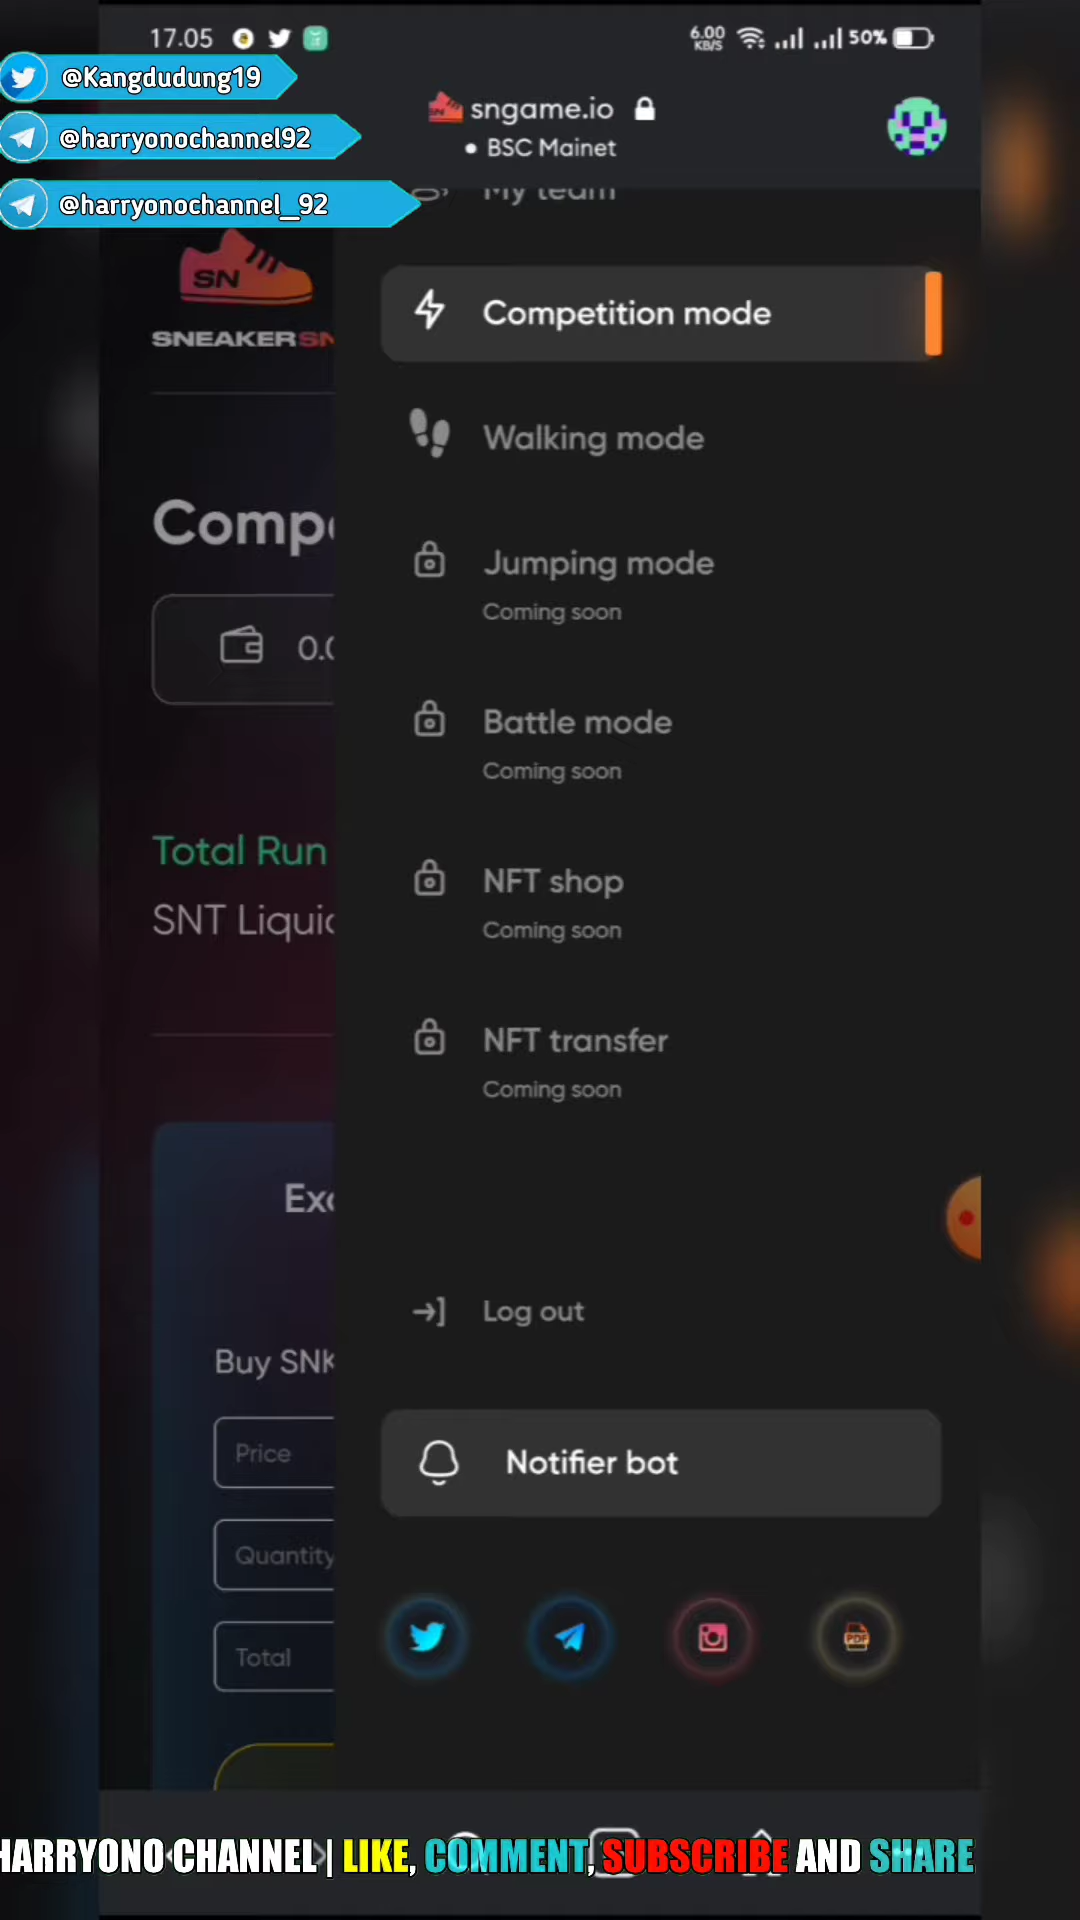 17.05
6.00 KB/S
50%
@Kangdudung19
sngame.io
@harryonochannel92
BSC Mainet
My team
@harryonochannel_92
SN
SNEAKERSN
Competition mode
Walking mode
Comp
Jumping mode
Coming soon
0.0
Battle mode
Coming soon
Total Run
NFT shop
SNT Liquid
Coming soon
NFT transfer
Coming soon
Exc
Log out
Buy SNK
Price
Notifier bot
Quantity
Total
PDF
HARRYONO CHANNEL | LIKE, COMMENT, SUBSCRIBE AND SHARE